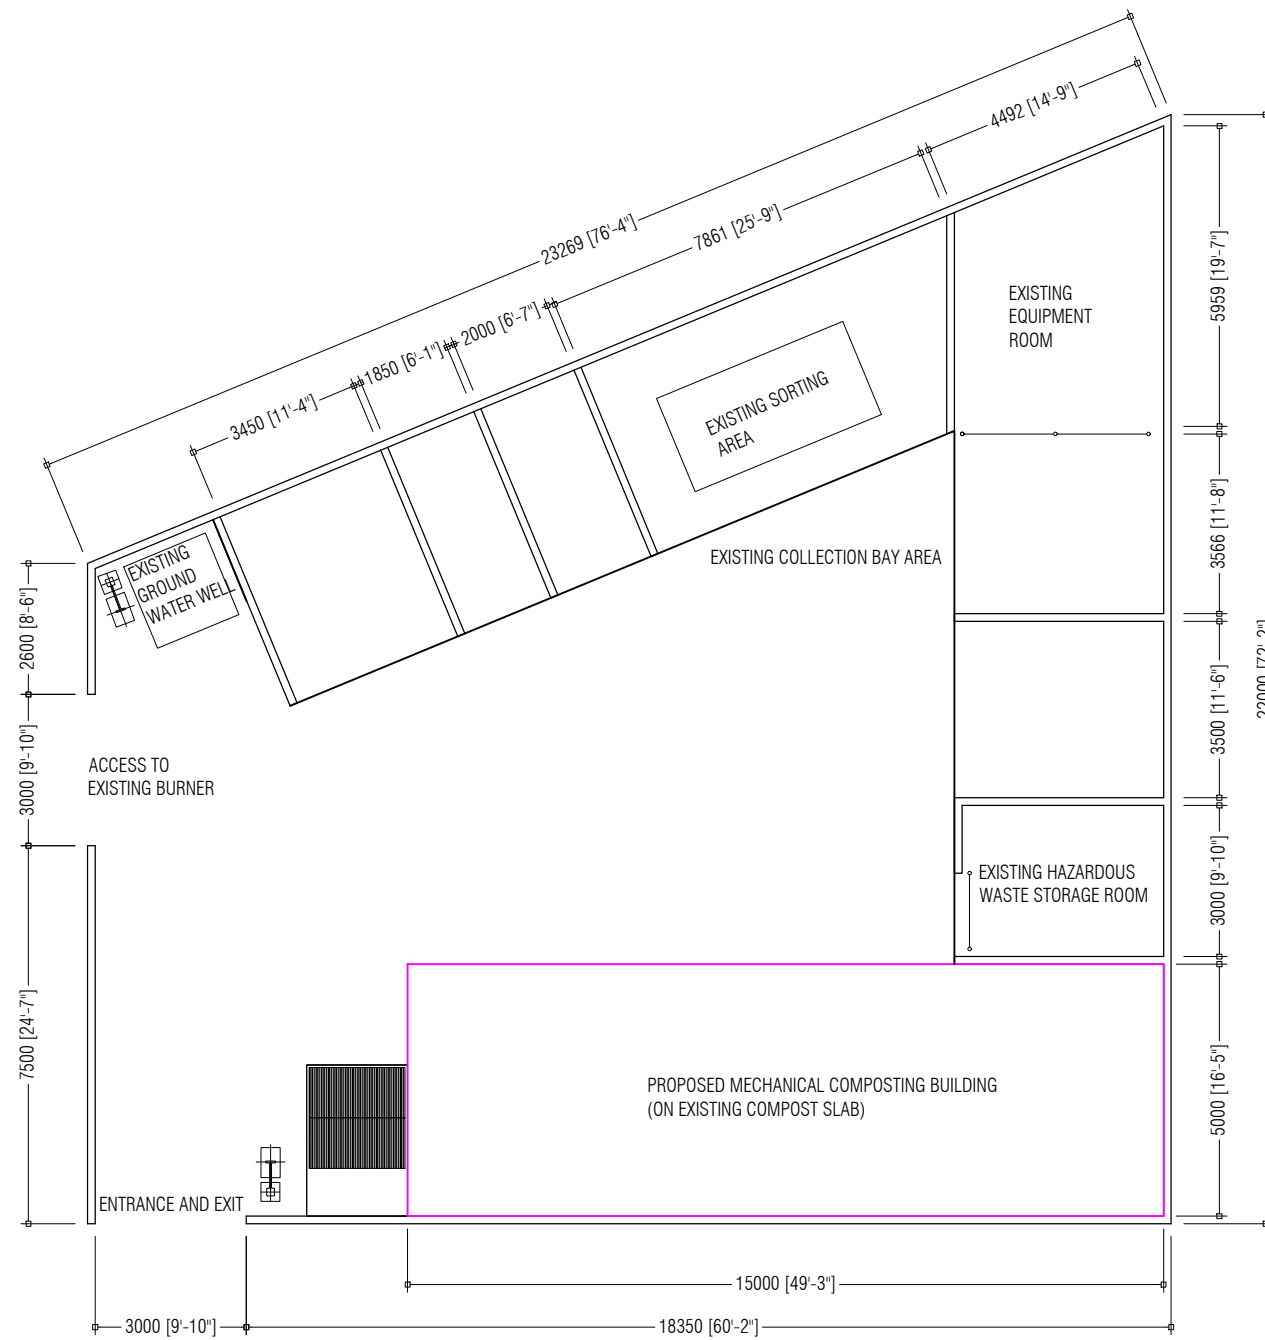 4492 [14'-9"]
23269 [76'-4"]
7861 [25'-9"]
2000 [6'-7"]
1850 [6'-1"]
3450 [11'-4"]
5959 [19'-7"]
EXISTING
EQUIPMENT
ROOM
EXISTING SORTING
AREA
3566 [11'-8"]
EXISTING COLLECTION BAY AREA
EXISTING
GROUND
WATER WELL
2600 [8'-6"]
22000 [72'-2"]
3500 [11'-6"]
3000 [9'-10"]
ACCESS TO
EXISTING BURNER
3000 [9'-10"]
EXISTING HAZARDOUS
WASTE STORAGE ROOM
7500 [24'-7"]
5000 [16'-5"]
PROPOSED MECHANICAL COMPOSTING BUILDING
(ON EXISTING COMPOST SLAB)
ENTRANCE AND EXIT
15000 [49'-3"]
3000 [9'-10"]
18350 [60'-2"]